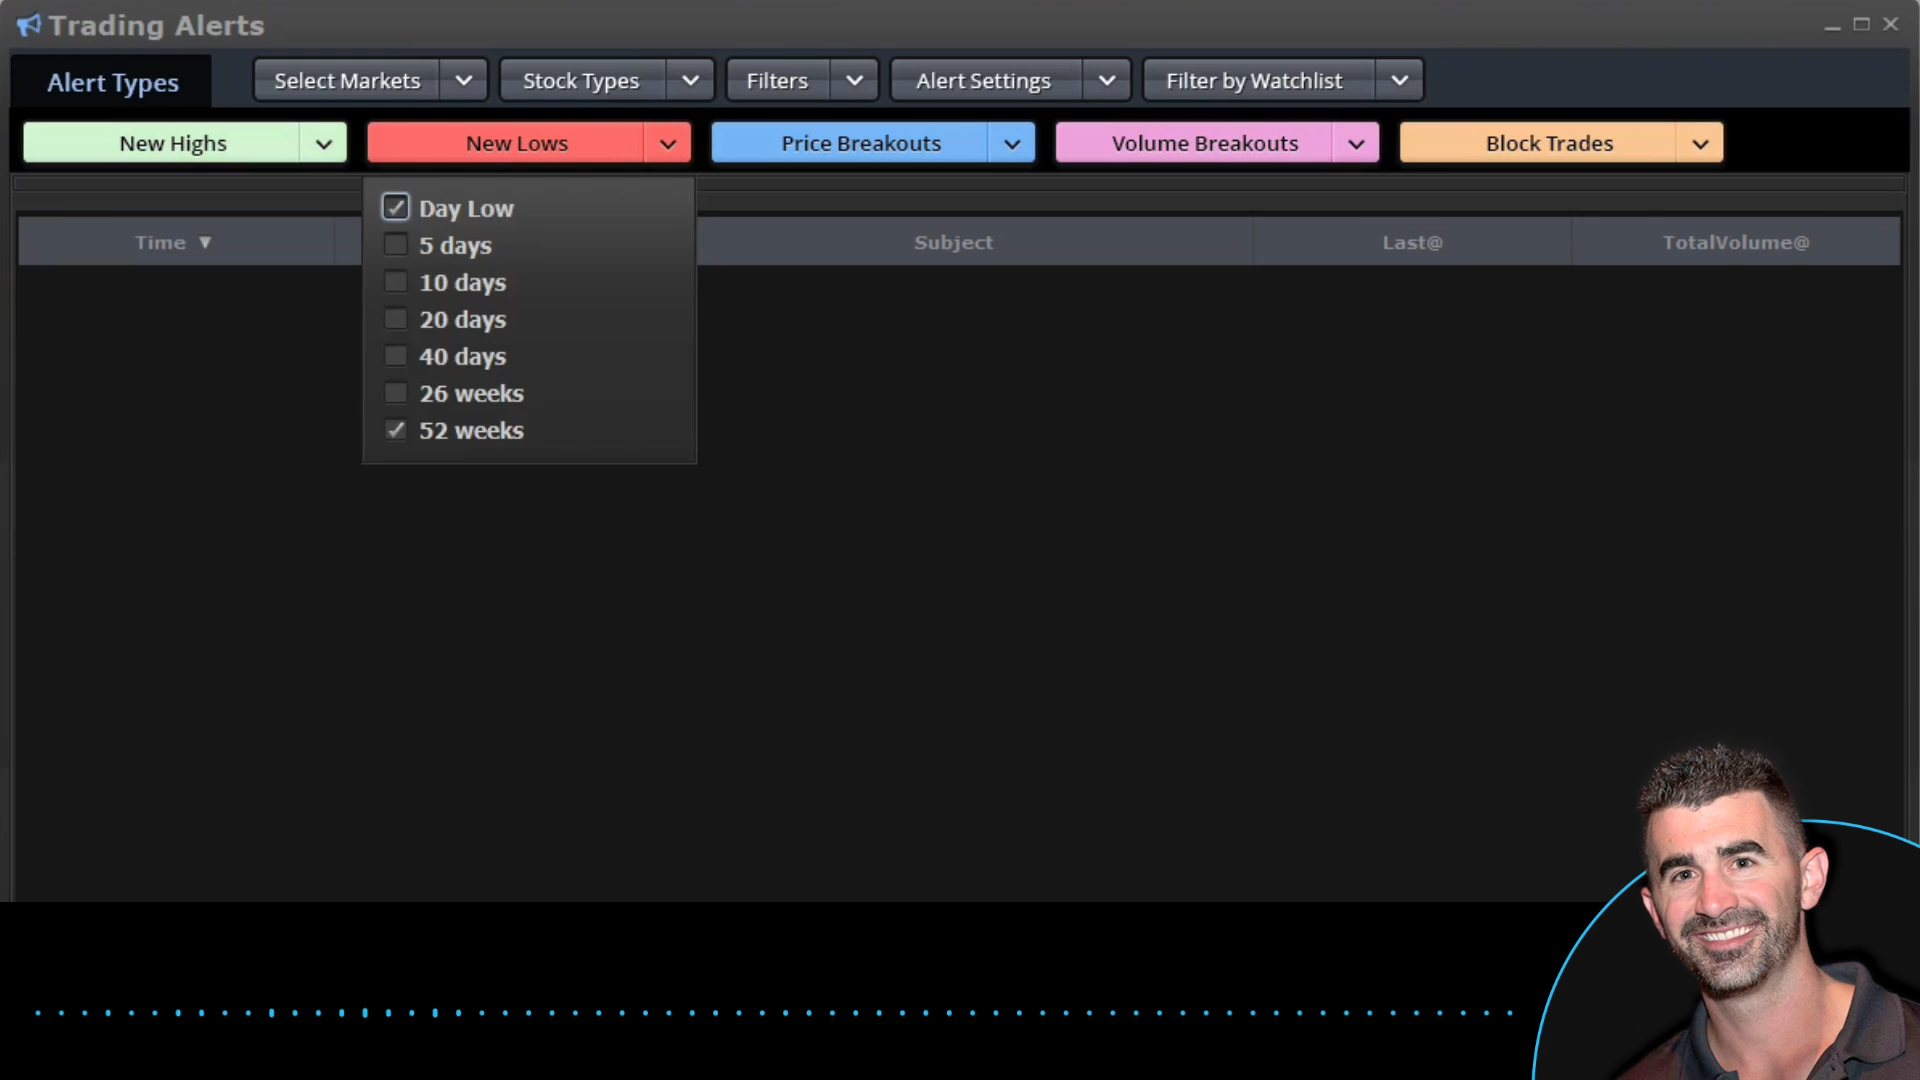 Trading Alerts
Alert Types
Select Markets
Stock Types
Filters
Alert Settings
Filter by Watchlist
New Highs
New Lows
Price Breakouts
Volume Breakouts
Block Trades
Day Low
5 days
10 days
20 days
40 days
26 weeks
52 weeks
Time ▼
Subject
Last@
TotalVolume@